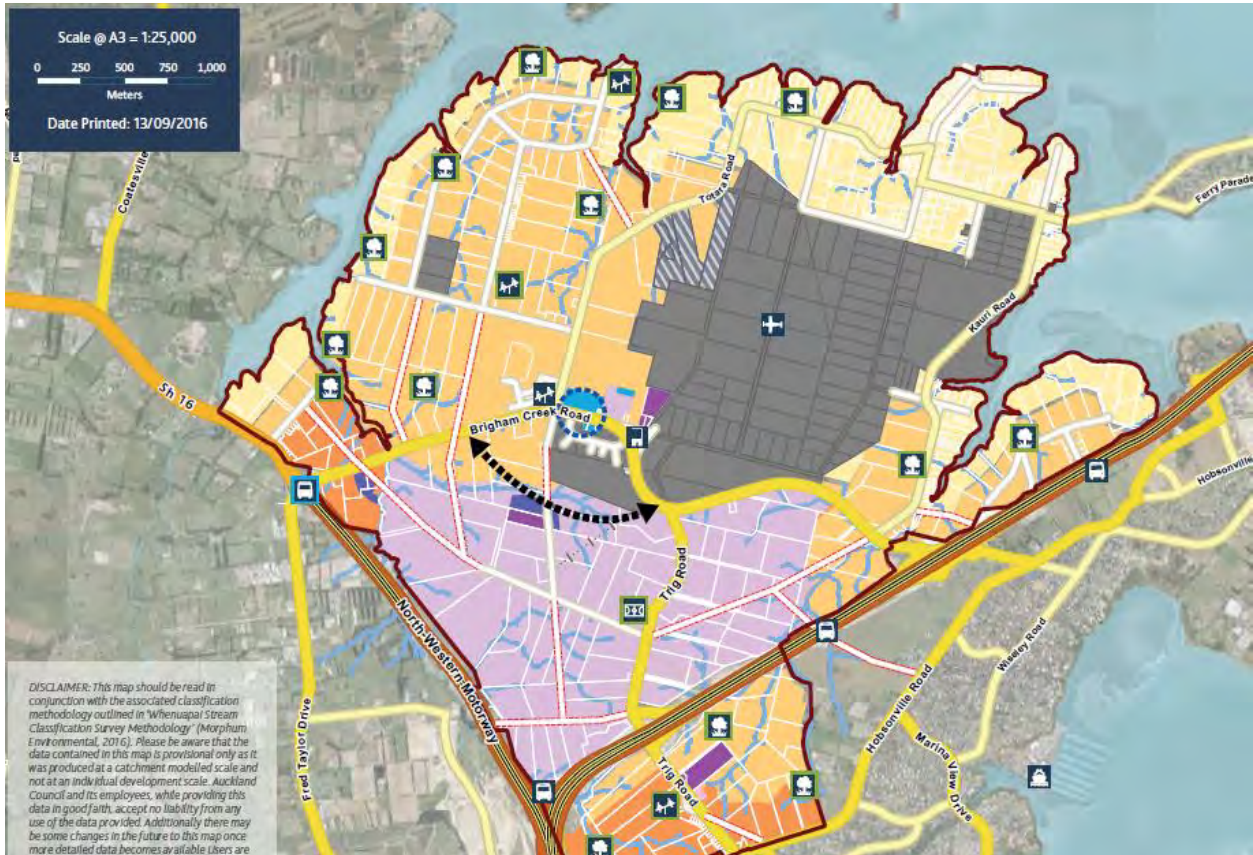 Scale @ A3 = 1:25,000
0 250 500 750 1,000
Meters
Date Printed: 13/09/2016
Coatesville
Totara Road
Ferry Parade
Kauri Road
Sh 16
Brigham Creek Road
Hobsonville
Trig Road
North-Western Motorway
Wiseley Road
Hobsonville Road
Fred Taylor Drive
Marina View Drive
Trig Road
DISCLAIMER: This map should be read in
conjunction with the associated classification
methodology outlined in 'Whenuapai Stream
Classification Survey Methodology' (Morphum
Environmental, 2016). Please be aware that the
data contained in this map is provisional only as it
was produced at a catchment modelled scale and
not at an individual development scale. Auckland
Council and its employees, while providing this
data in good faith, accept no liability from any
use of the data provided. Additionally there may
be some changes in the future to this map once
more detailed data becomes available Users are